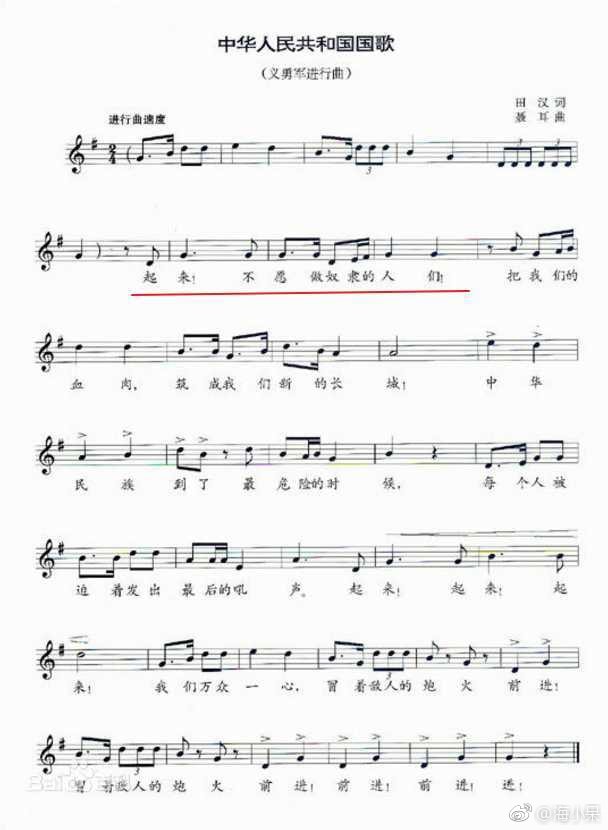 中华人民共和国国歌
（义勇军进行曲）
田汉词
聂耳曲
进行曲速度
2/4
3 3
起来！不愿做奴隶的人们！把我们的
血肉，筑成我们新的长城！中华
民族到了最危险的时候，每个人被
迫着发出最后的吼声。起来！起来！起
来！我们万众一心，冒着敌人的炮火前进！
3
冒着敌人的炮火前进！前进！前进！进！
3
Baidu百科
@海小果